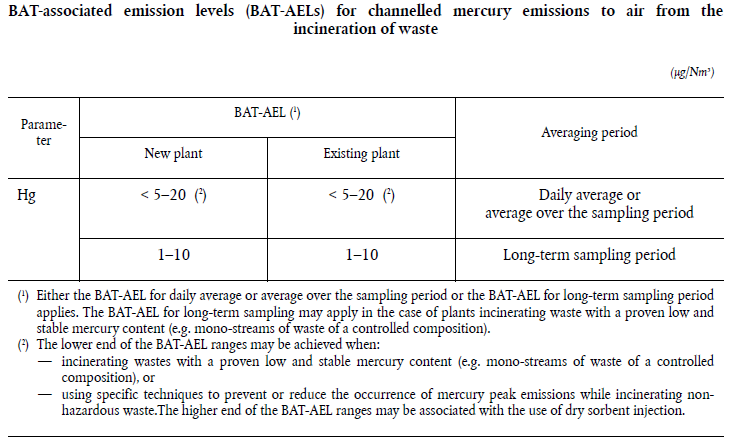 BAT-associated emission levels (BAT-AELs) for channelled mercury emissions to air from the
incineration of waste
(µg/Nm³)
Parame-
ter
BAT-AEL (¹)
Averaging period
New plant
Existing plant
Hg
< 5–20 (²)
< 5–20 (²)
Daily average or
average over the sampling period
1–10
1–10
Long-term sampling period
(¹) Either the BAT-AEL for daily average or average over the sampling period or the BAT-AEL for long-term sampling period
applies. The BAT-AEL for long-term sampling may apply in the case of plants incinerating waste with a proven low and
stable mercury content (e.g. mono-streams of waste of a controlled composition).
(²) The lower end of the BAT-AEL ranges may be achieved when:
— incinerating wastes with a proven low and stable mercury content (e.g. mono-streams of waste of a controlled
composition), or
— using specific techniques to prevent or reduce the occurrence of mercury peak emissions while incinerating non-
hazardous waste.The higher end of the BAT-AEL ranges may be associated with the use of dry sorbent injection.